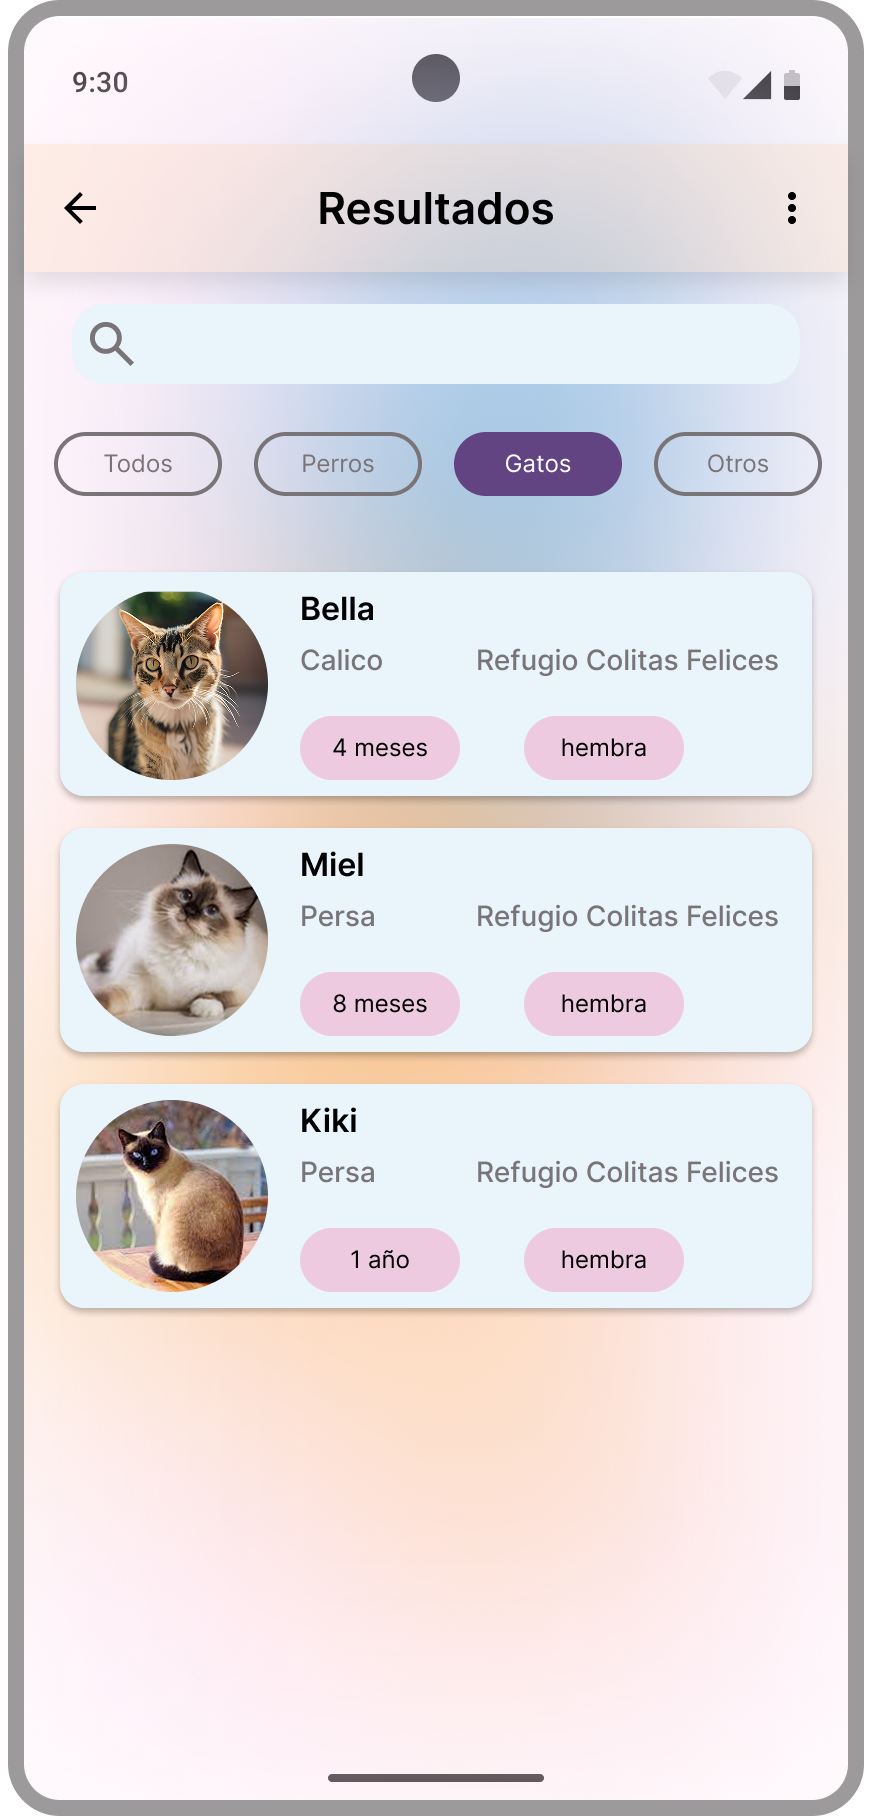 9:30
Resultados
Todos Perros Gatos Otros
Bella
Calico Refugio Colitas Felices
4 meses hembra
Miel
Persa Refugio Colitas Felices
8 meses hembra
Kiki
Persa Refugio Colitas Felices
1 año hembra